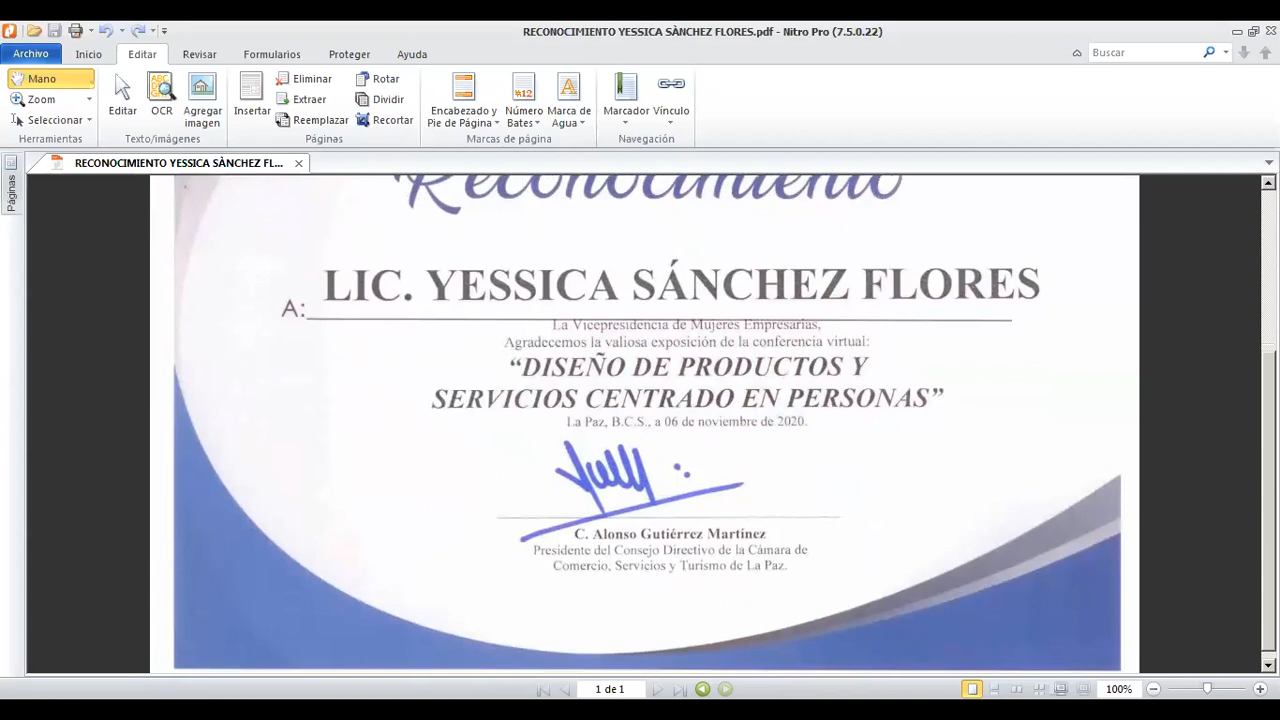 RECONOCIMIENTO YESSICA SÀNCHEZ FLORES.pdf - Nitro Pro (7.5.0.22)
Archivo Inicio Editar Revisar Formularios Proteger Ayuda Buscar
Mano
Zoom
Seleccionar
Herramientas
Editar OCR Agregar imagen
Texto/imágenes
Insertar
Eliminar
Extraer
Reemplazar
Rotar
Dividir
Recortar
Páginas
Encabezado y Pie de Página
Número Bates
Marca de Agua
Marcas de página
Marcador Vínculo
Navegación
RECONOCIMIENTO YESSICA SÀNCHEZ FL...
Páginas
Reconocimiento
A: LIC. YESSICA SÁNCHEZ FLORES
La Vicepresidencia de Mujeres Empresarias,
Agradecemos la valiosa exposición de la conferencia virtual:
“DISEÑO DE PRODUCTOS Y
SERVICIOS CENTRADO EN PERSONAS”
La Paz, B.C.S., a 06 de noviembre de 2020.
C. Alonso Gutiérrez Martínez
Presidente del Consejo Directivo de la Cámara de
Comercio, Servicios y Turismo de La Paz.
1 de 1
100%